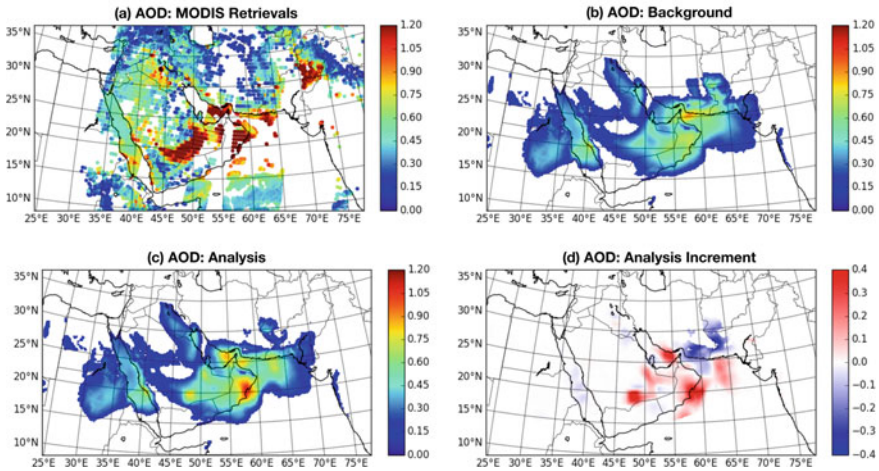 (a) AOD: MODIS Retrievals
35°N
30°N
25°N
20°N
15°N
10°N
25°E 30°E 35°E 40°E 45°E 50°E 55°E 60°E 65°E 70°E 75°E
1.20
1.05
0.90
0.75
0.60
0.45
0.30
0.15
0.00
(b) AOD: Background
35°N
30°N
25°N
20°N
15°N
10°N
25°E 30°E 35°E 40°E 45°E 50°E 55°E 60°E 65°E 70°E 75°E
1.20
1.05
0.90
0.75
0.60
0.45
0.30
0.15
0.00
(c) AOD: Analysis
35°N
30°N
25°N
20°N
15°N
10°N
25°E 30°E 35°E 40°E 45°E 50°E 55°E 60°E 65°E 70°E 75°E
1.20
1.05
0.90
0.75
0.60
0.45
0.30
0.15
0.00
(d) AOD: Analysis Increment
35°N
30°N
25°N
20°N
15°N
10°N
25°E 30°E 35°E 40°E 45°E 50°E 55°E 60°E 65°E 70°E 75°E
0.4
0.3
0.2
0.1
0.0
−0.1
−0.2
−0.3
−0.4